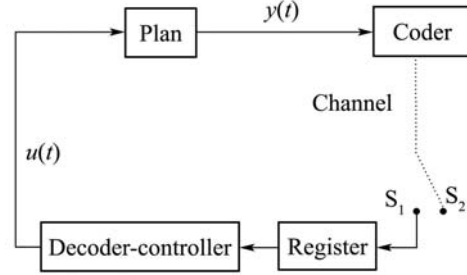 Plan
y(t)
Coder
Channel
u(t)
S1
S2
Decoder-controller
Register